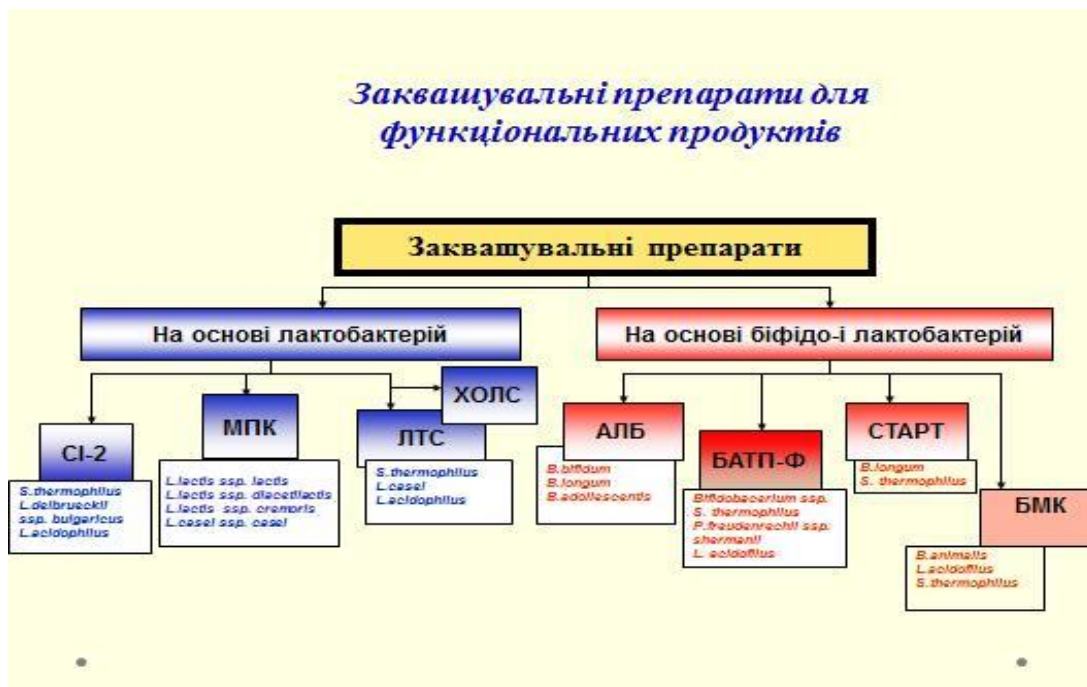 Заквашувальні препарати для
функціональних продуктів
Заквашувальні препарати
На основі лактобактерій
На основі біфідо-і лактобактерій
СІ-2
S.thermophilus
L.delbrueckii
ssp. bulgaricus
L.acidophilus
МПК
L.lactis ssp. lactis
L.lactis ssp. diacetilactis
L.lactis ssp. cremoris
L.casei ssp. casei
ХОЛС
ЛТС
S.thermophilus
L.casei
L.acidophilus
АЛБ
B.bifidum
B.longum
B.adollescentis
БАТП-Ф
Bifidobacerium ssp.
S. thermophilus
P.freudenrechii ssp.
shermanii
L. acidofilus
СТАРТ
B.longum
S. thermophilus
БМК
B.animalis
L.acidofilus
S.thermophilus